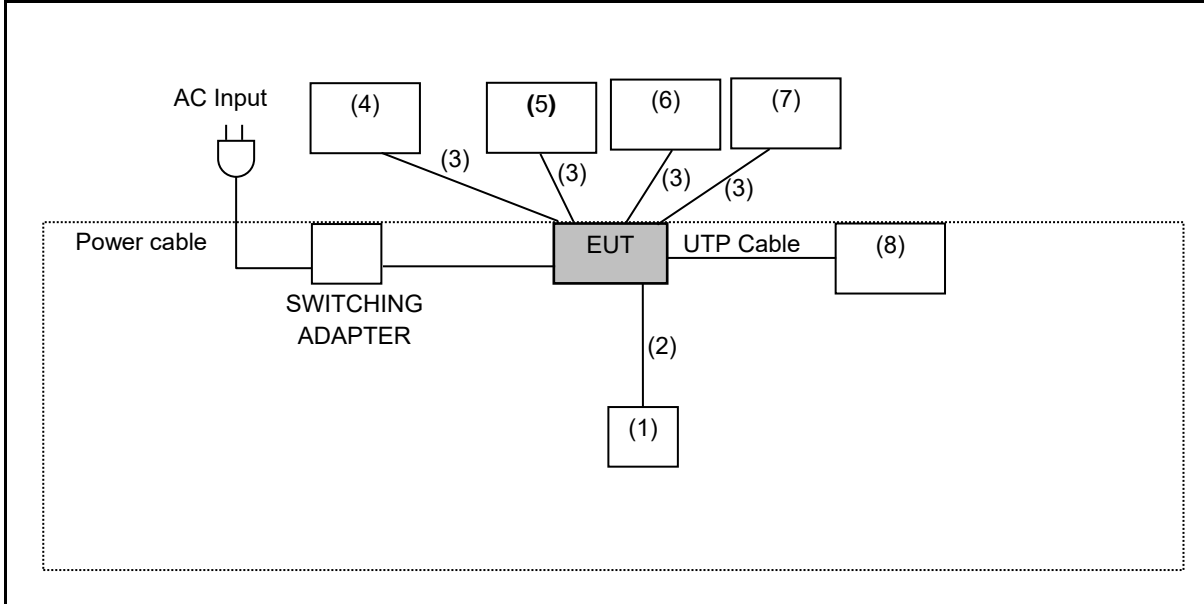 AC Input
(4)
(5)
(6)
(7)
(3)
(3)
(3)
(3)
Power cable
EUT
UTP Cable
(8)
SWITCHING
ADAPTER
(2)
(1)